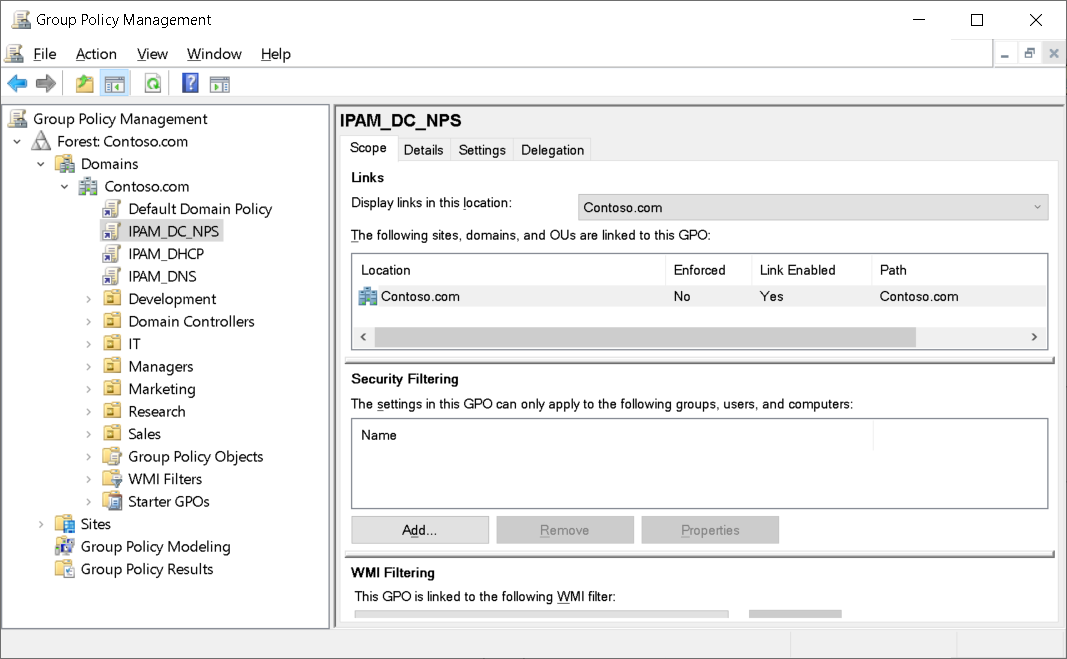 Group Policy Management
File Action View Window Help
Group Policy Management
Forest: Contoso.com
Domains
Contoso.com
Default Domain Policy
IPAM_DC_NPS
IPAM_DHCP
IPAM_DNS
Development
Domain Controllers
IT
Managers
Marketing
Research
Sales
Group Policy Objects
WMI Filters
Starter GPOs
Sites
Group Policy Modeling
Group Policy Results
IPAM_DC_NPS
Scope Details Settings Delegation
Links
Display links in this location: Contoso.com
The following sites, domains, and OUs are linked to this GPO:
Location Enforced Link Enabled Path
Contoso.com No Yes Contoso.com
Security Filtering
The settings in this GPO can only apply to the following groups, users, and computers:
Name
Add... Remove Properties
WMI Filtering
This GPO is linked to the following WMI filter: